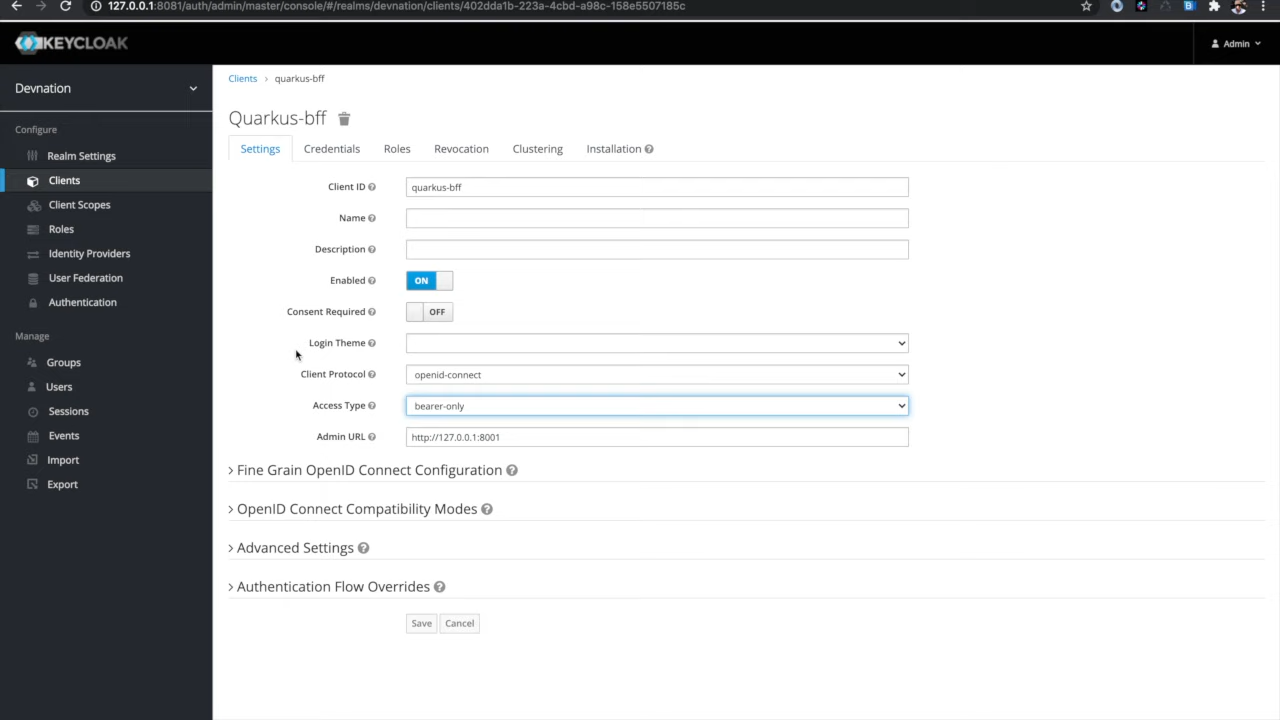 127.0.0.1:8081/auth/admin/master/console/#/realms/devnation/clients/402dda1b-223a-4cbd-a98c-158e5507185c
KEYCLOAK
Admin
Devnation
Configure
Realm Settings
Clients
Client Scopes
Roles
Identity Providers
User Federation
Authentication
Manage
Groups
Users
Sessions
Events
Import
Export
Clients > quarkus-bff
Quarkus-bff
Settings Credentials Roles Revocation Clustering Installation
Client ID quarkus-bff
Name
Description
Enabled ON
Consent Required OFF
Login Theme
Client Protocol openid-connect
Access Type bearer-only
Admin URL http://127.0.0.1:8001
Fine Grain OpenID Connect Configuration
OpenID Connect Compatibility Modes
Advanced Settings
Authentication Flow Overrides
Save Cancel